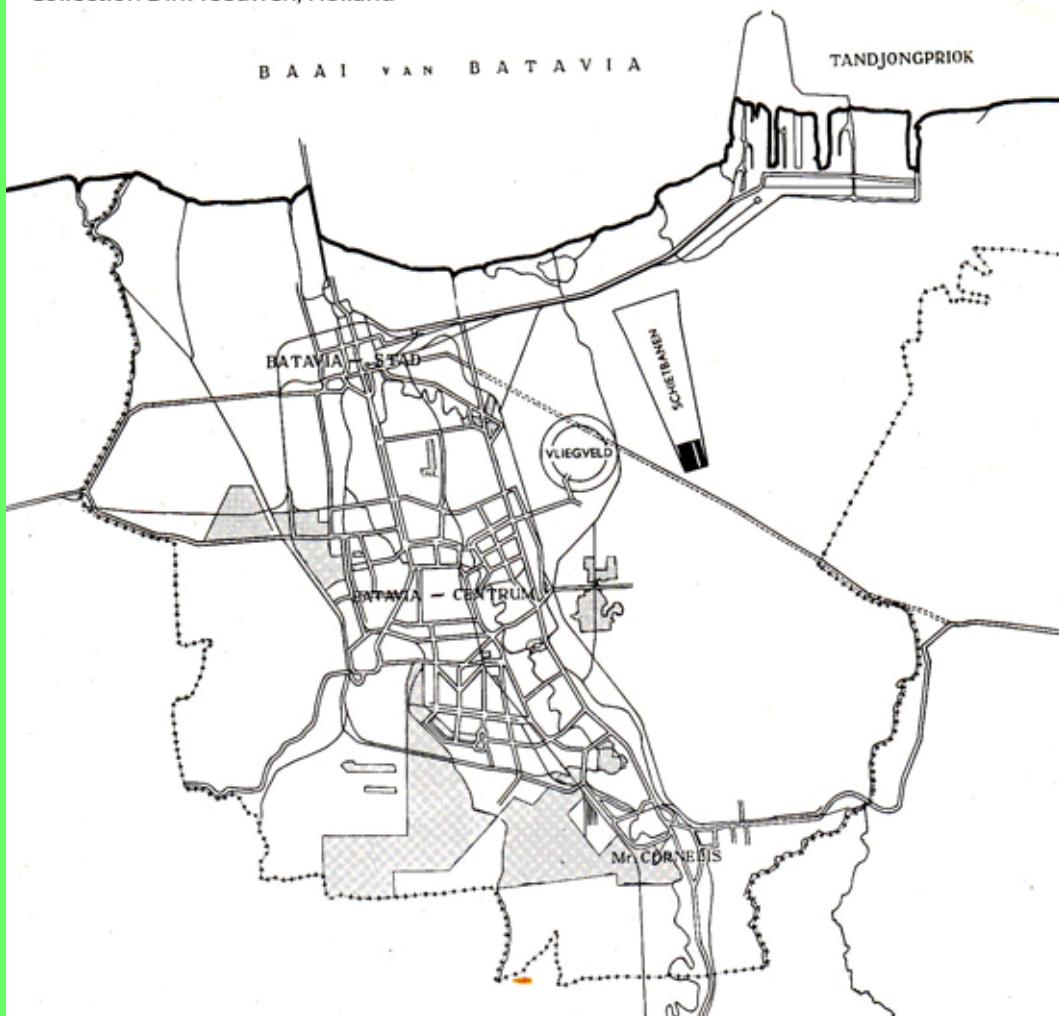 BAAI VAN BATAVIA
TANDJONGPRIOK
BATAVIA – STAD
SCHIETBANEN
VLIEGVELD
BATAVIA – CENTRUM
Mr. CORNELIS